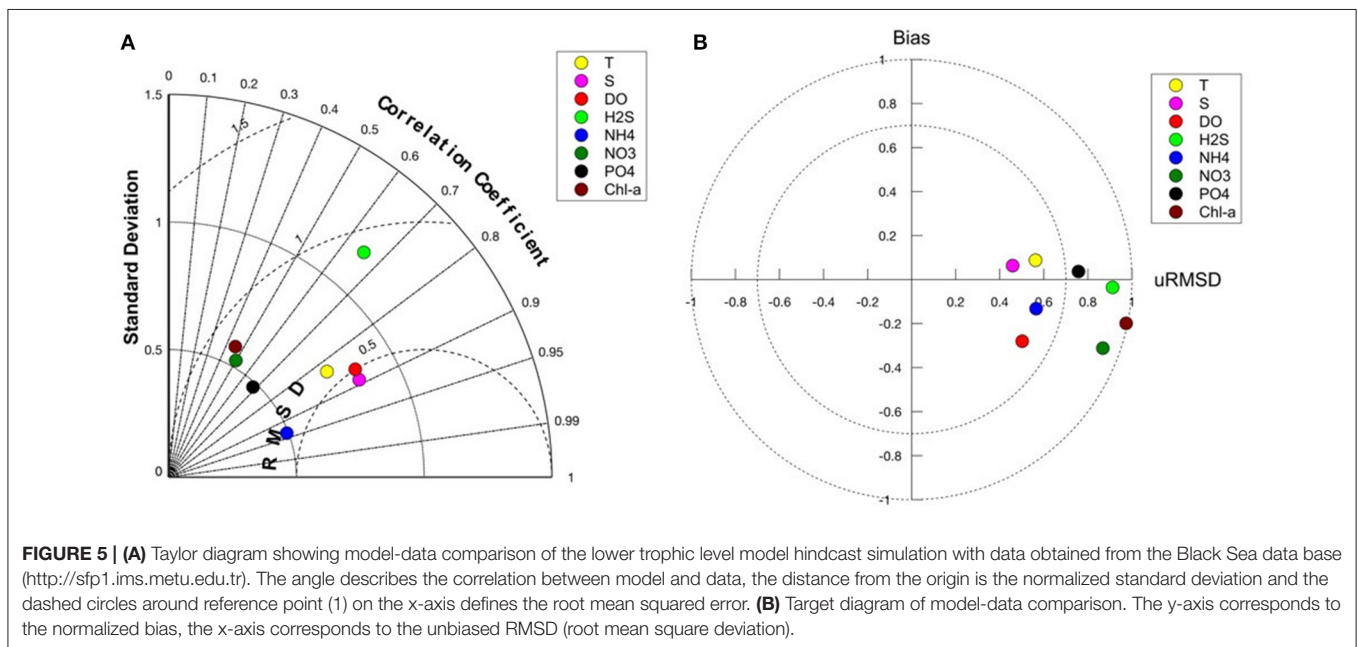 A
0
0.1
0.2
0.3
0.4
0.5
0.6
0.7
0.8
0.9
0.95
0.99
1
1.5
1
0.5
0
Standard Deviation
Correlation Coefficient
1.5
1
0.5
RMSD
T
S
DO
H2S
NH4
NO3
PO4
Chl-a
B
Bias
1
0.8
0.6
0.4
0.2
-0.2
-0.4
-0.6
-0.8
-1
-1 -0.8 -0.6 -0.4 -0.2 0.2 0.4 0.6 0.8 1
uRMSD
T
S
DO
H2S
NH4
NO3
PO4
Chl-a
FIGURE 5 | (A) Taylor diagram showing model-data comparison of the lower trophic level model hindcast simulation with data obtained from the Black Sea data base
(http://sfp1.ims.metu.edu.tr). The angle describes the correlation between model and data, the distance from the origin is the normalized standard deviation and the
dashed circles around reference point (1) on the x-axis defines the root mean squared error. (B) Target diagram of model-data comparison. The y-axis corresponds to
the normalized bias, the x-axis corresponds to the unbiased RMSD (root mean square deviation).